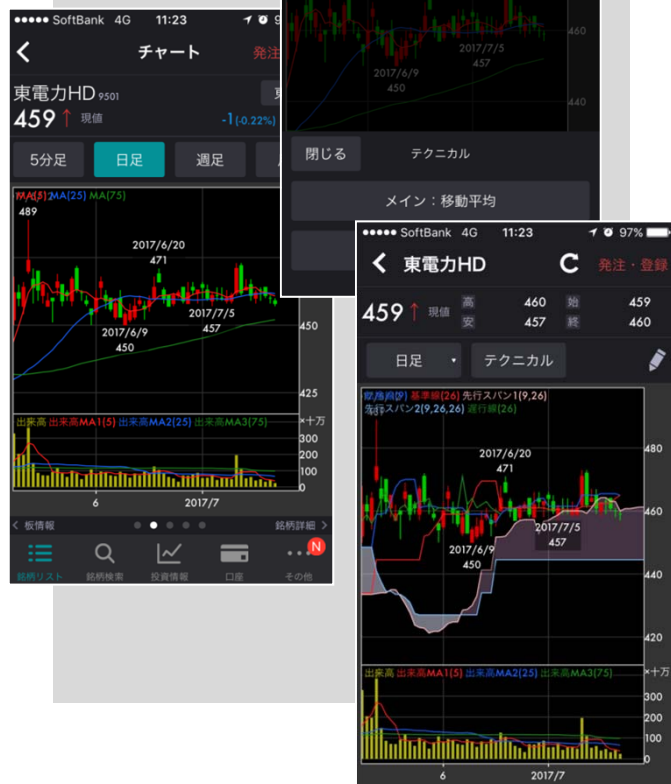 SoftBank 4G 11:23
チャート 発注
東電力HD 9501
459↑ 現値 -1(-0.22%)
5分足 日足 週足
MA(5) MA(25) MA(75)
489
2017/6/20
471
2017/6/9
450
2017/7/5
457
450
425
出来高 出来高MA1(5) 出来高MA2(25) 出来高MA3(75) ×十万
300
200
100
0
6 2017/7
板情報 銘柄詳細
N
銘柄リスト 銘柄検索 投資情報 口座 その他
460
2017/7/5
457
2017/6/9
450
440
閉じる テクニカル
メイン：移動平均
SoftBank 4G 11:23 97%
東電力HD 発注・登録
459↑ 現値 高 460 始 459
安 457 終 460
日足 テクニカル
基準線(26) 先行スパン1(9,26)
先行スパン2(9,26,26) 遅行線(26)
2017/6/20
471
2017/7/5
457
2017/6/9
450
480
460
440
420
出来高 出来高MA1(5) 出来高MA2(25) 出来高MA3(75) ×十万
300
200
100
0
6 2017/7